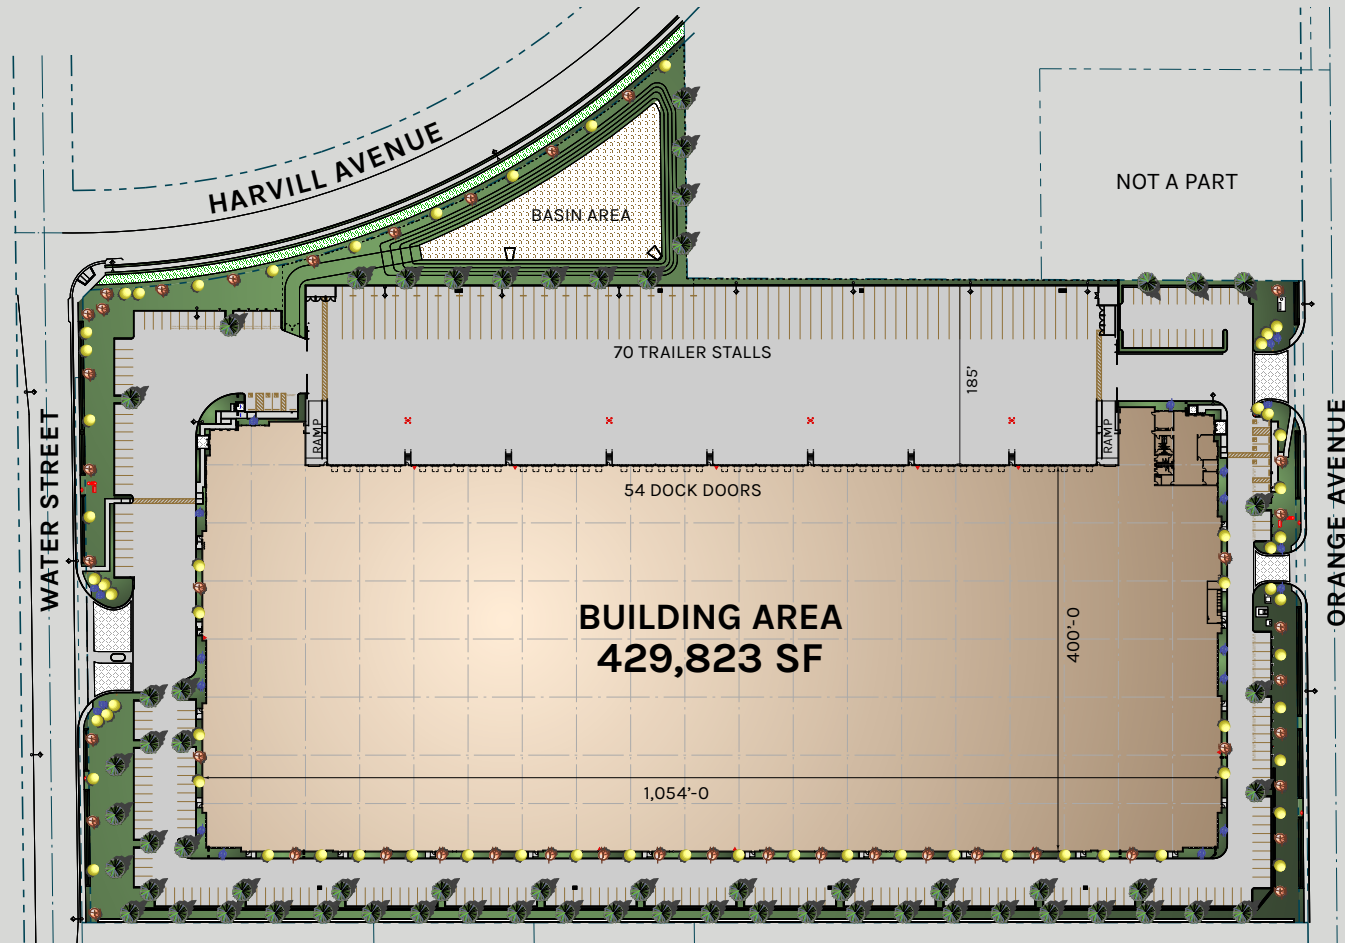 HARVILL AVENUE
NOT A PART
BASIN AREA
70 TRAILER STALLS
185'
RAMP
RAMP
54 DOCK DOORS
WATER STREET
ORANGE AVENUE
BUILDING AREA
429,823 SF
400'-0
1,054'-0